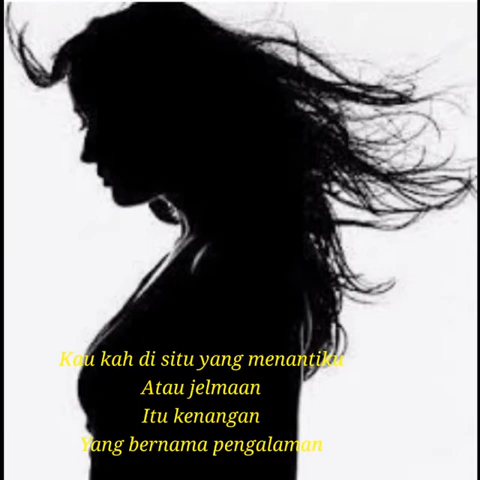 Kau kah di situ yang menantiku
Atau jelmaan
Itu kenangan
Yang bernama pengalaman